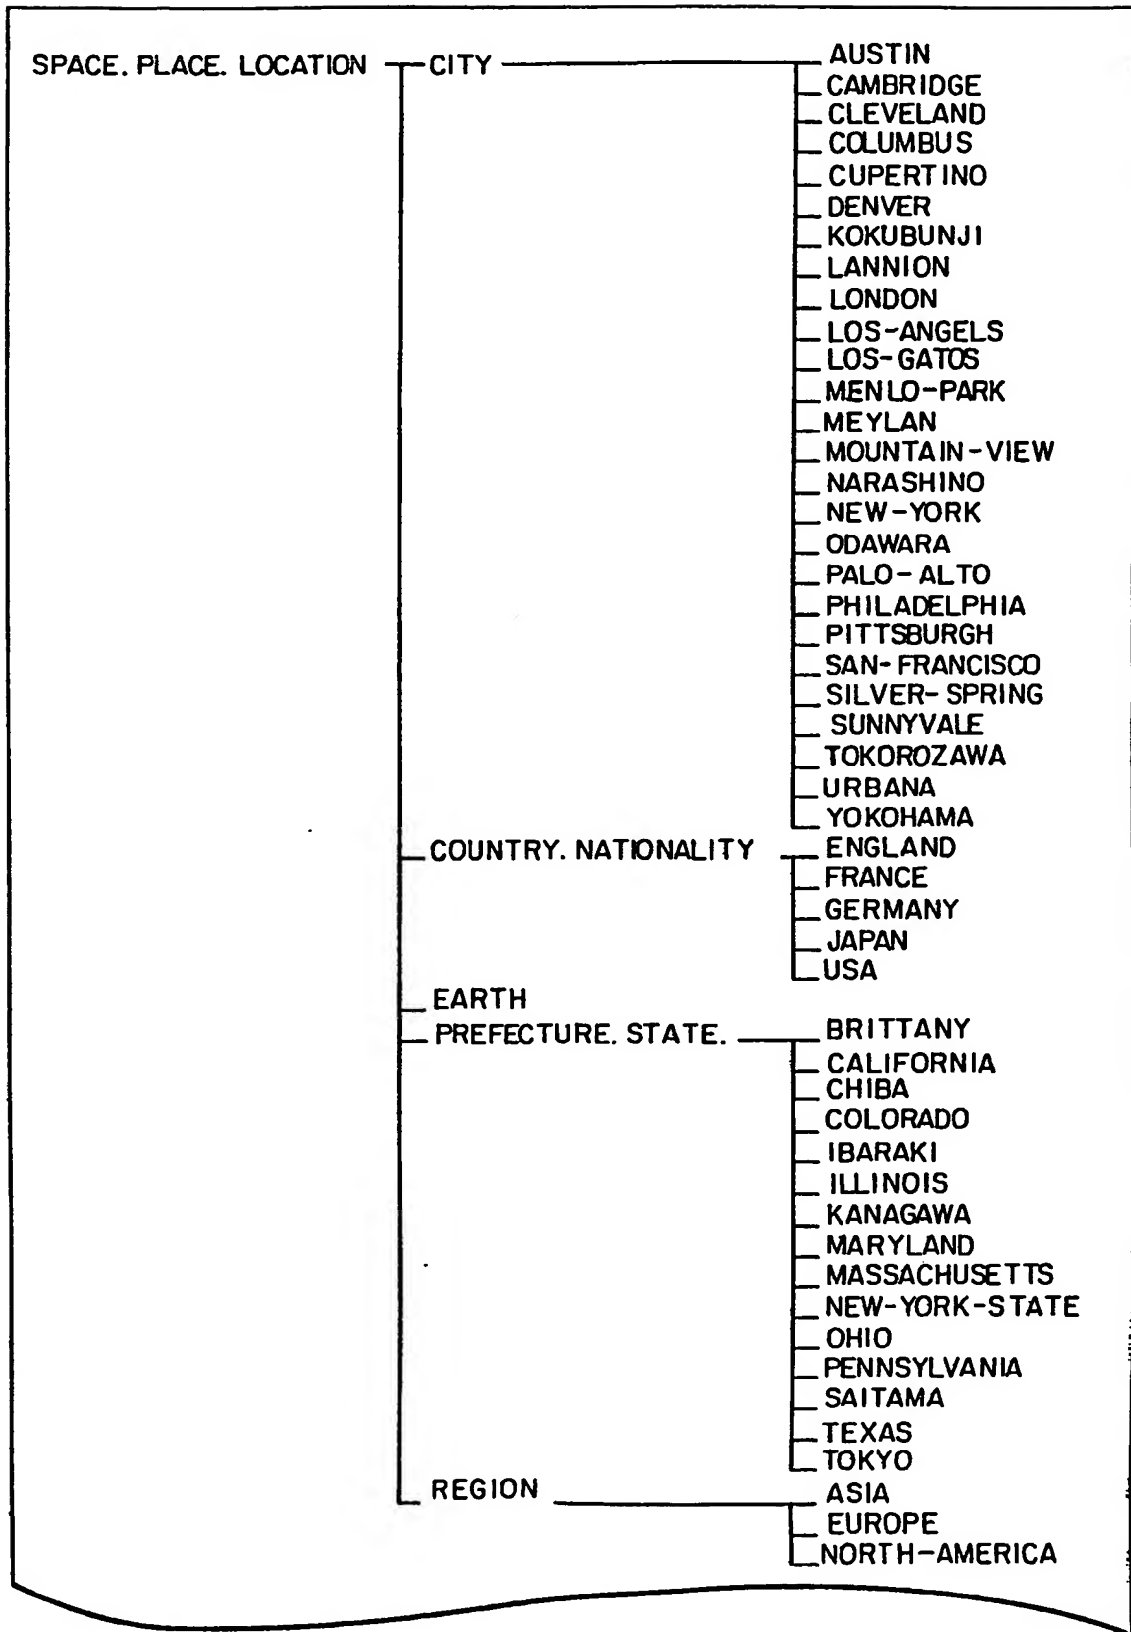 SPACE. PLACE. LOCATION CITY AUSTIN
CAMBRIDGE
CLEVELAND
COLUMBUS
CUPERTINO
DENVER
KOKUBUNJI
LANNION
LONDON
LOS-ANGELS
LOS-GATOS
MENLO-PARK
MEYLAN
MOUNTAIN-VIEW
NARASHINO
NEW-YORK
ODAWARA
PALO-ALTO
PHILADELPHIA
PITTSBURGH
SAN-FRANCISCO
SILVER-SPRING
SUNNYVALE
TOKOROZAWA
URBANA
YOKOHAMA
COUNTRY. NATIONALITY ENGLAND
FRANCE
GERMANY
JAPAN
USA
EARTH
PREFECTURE. STATE. BRITTANY
CALIFORNIA
CHIBA
COLORADO
IBARAKI
ILLINOIS
KANAGAWA
MARYLAND
MASSACHUSETTS
NEW-YORK-STATE
OHIO
PENNSYLVANIA
SAITAMA
TEXAS
TOKYO
REGION ASIA
EUROPE
NORTH-AMERICA